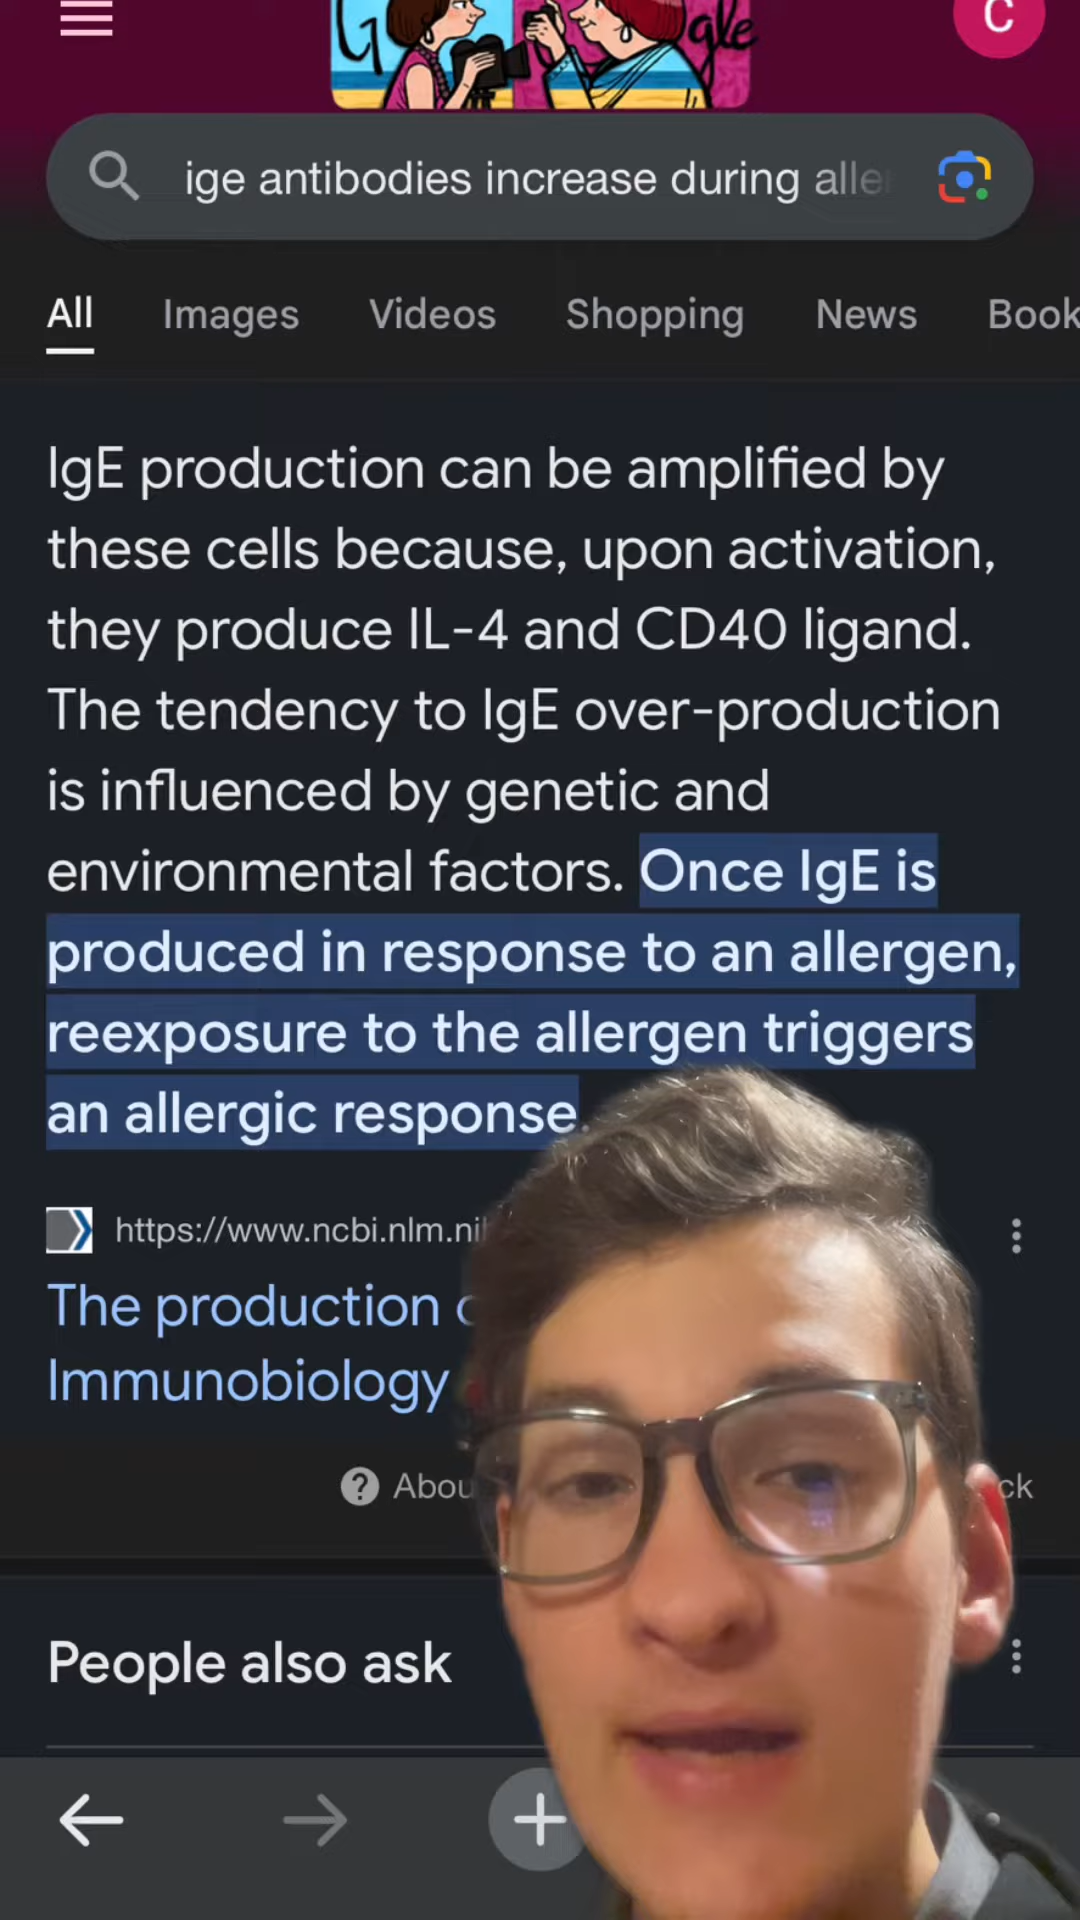 G gle
C
ige antibodies increase during alle
All Images Videos Shopping News Book
IgE production can be amplified by
these cells because, upon activation,
they produce IL-4 and CD40 ligand.
The tendency to IgE over-production
is influenced by genetic and
environmental factors. Once IgE is
produced in response to an allergen,
reexposure to the allergen triggers
an allergic response.
https://www.ncbi.nlm.nil
The production
Immunobiology
? Abou ck
People also ask